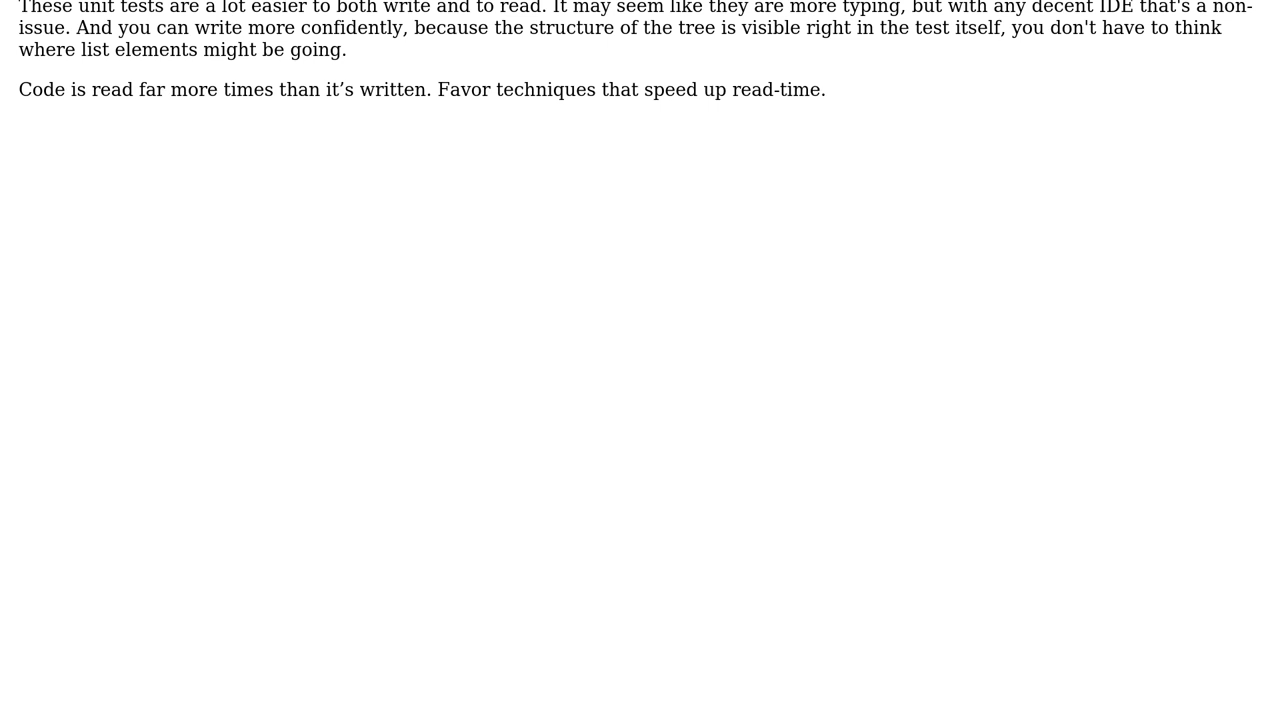 These unit tests are a lot easier to both write and to read. It may seem like they are more typing, but with any decent IDE that's a non-
issue. And you can write more confidently, because the structure of the tree is visible right in the test itself, you don't have to think
where list elements might be going.
Code is read far more times than it’s written. Favor techniques that speed up read-time.